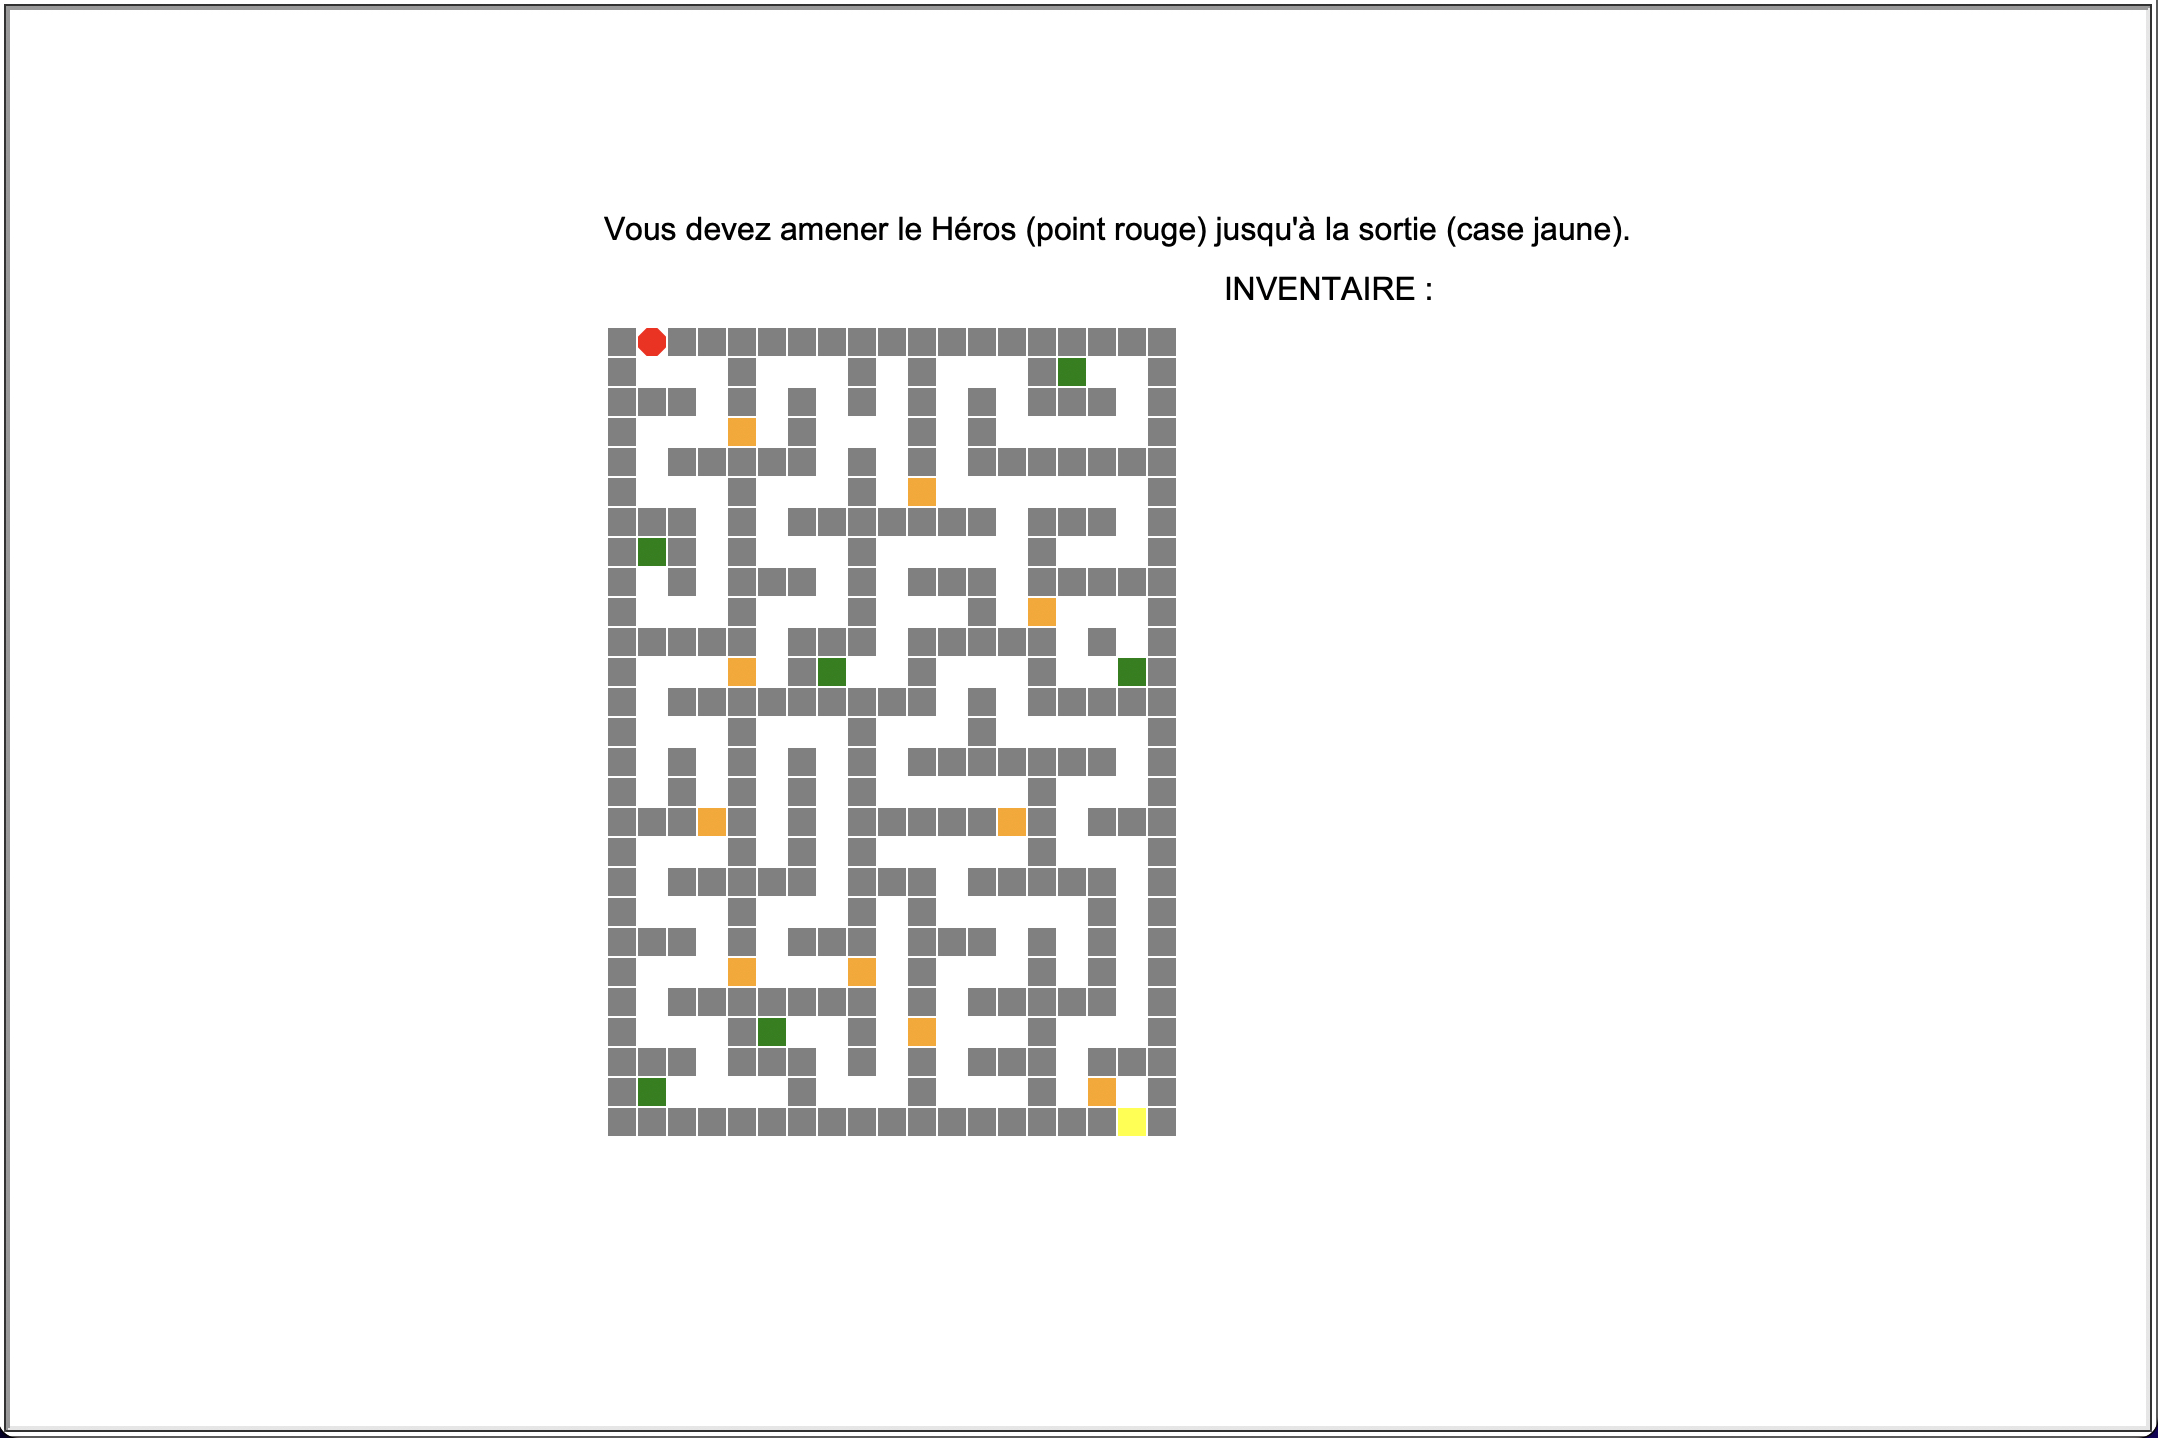 Vous devez amener le Héros (point rouge) jusqu'à la sortie (case jaune).
INVENTAIRE :